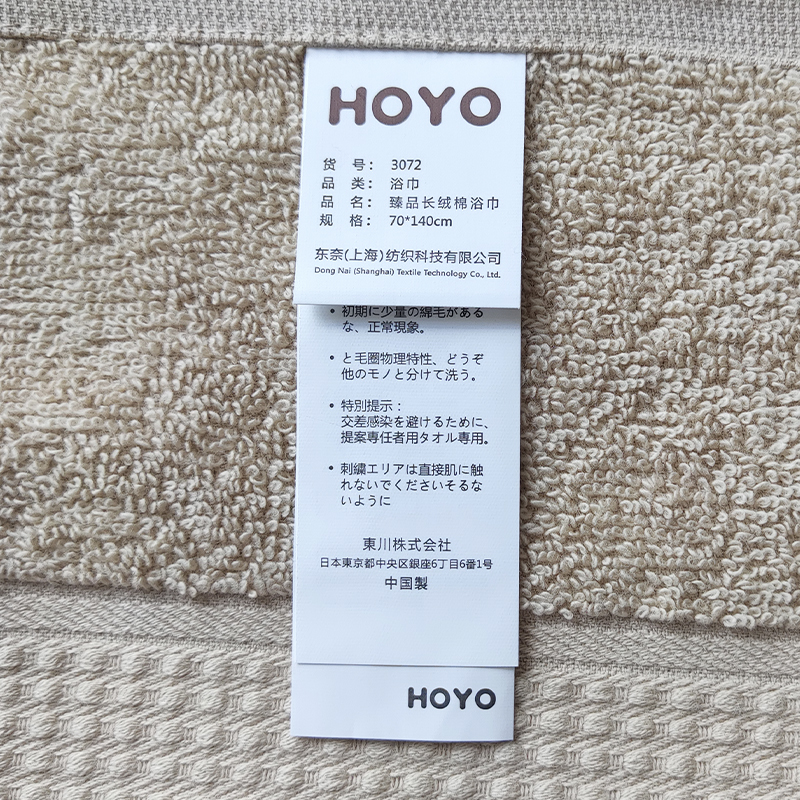 HOYO
货 号： 3072
品 类： 浴巾
品 名： 臻品长绒棉浴巾
规 格： 70*140cm
东奈(上海)纺织科技有限公司
Dong Nai (Shanghai) Textile Technology Co., Ltd.
• 初期に少量の綿毛がある
な、正常現象。
• と毛圈物理特性、どうぞ
他のモノと分けて洗う。
• 特別提示：
交差感染を避けるために、
提案専任者用タオル専用。
• 刺繍エリアは直接肌に触
れないでくださいそるな
いように
東川株式会社
日本東京都中央区銀座6丁目6番1号
中国製
HOYO